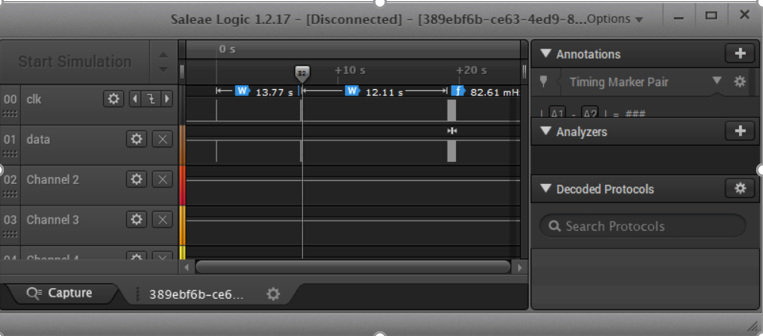 Saleae Logic 1.2.17 - [Disconnected] - [389ebf6b-ce63-4ed9-8... Options
Start Simulation
0 s
+10 s
+20 s
W 13.77 s W 12.11 s f 82.61 mH
00 clk
01 data
02 Channel 2
03 Channel 3
04 Channel 4
Annotations
Timing Marker Pair
| A1 - A2 | = ###
Analyzers
Decoded Protocols
Search Protocols
Capture
389ebf6b-ce6...